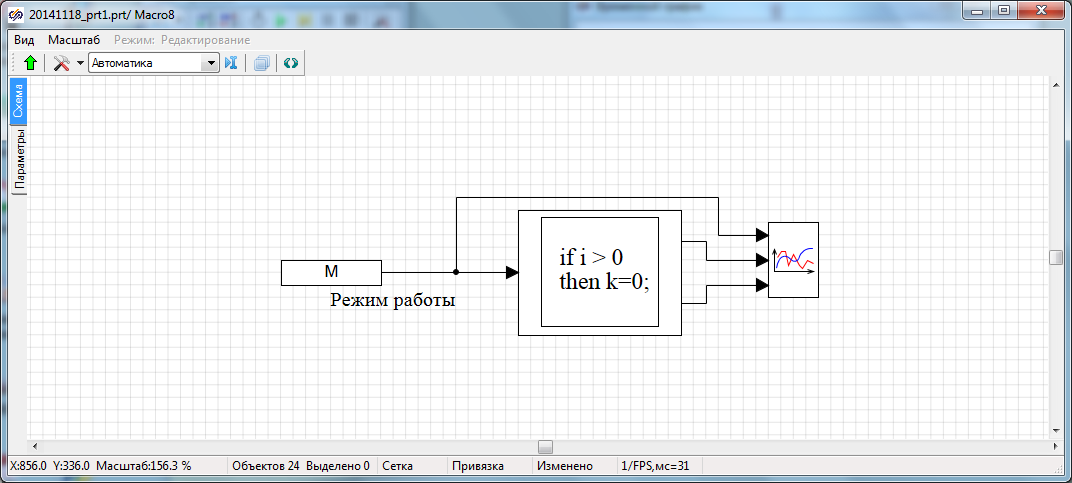 20141118_prt1.prt/ Macro8
Вид Масштаб Режим: Редактирование
Автоматика
Схема
Параметры
if i > 0
then k=0;
M
Режим работы
X:856.0 Y:336.0 Масштаб:156.3 % Объектов 24 Выделено 0 Сетка Привязка Изменено 1/FPS,мс=31